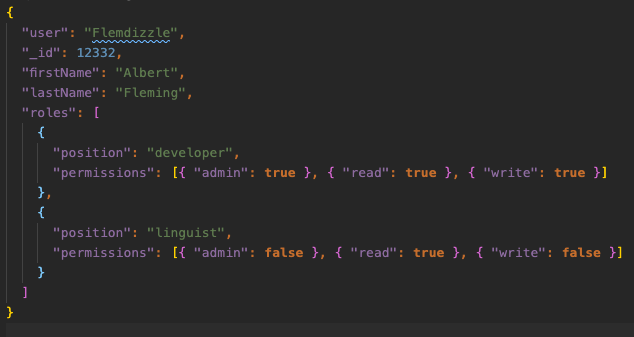 {
"user": "Flemdizzle",
"_id": 12332,
"firstName": "Albert",
"lastName": "Fleming",
"roles": [
{
"position": "developer",
"permissions": [{ "admin": true }, { "read": true }, { "write": true }]
},
{
"position": "linguist",
"permissions": [{ "admin": false }, { "read": true }, { "write": false }]
}
]
}